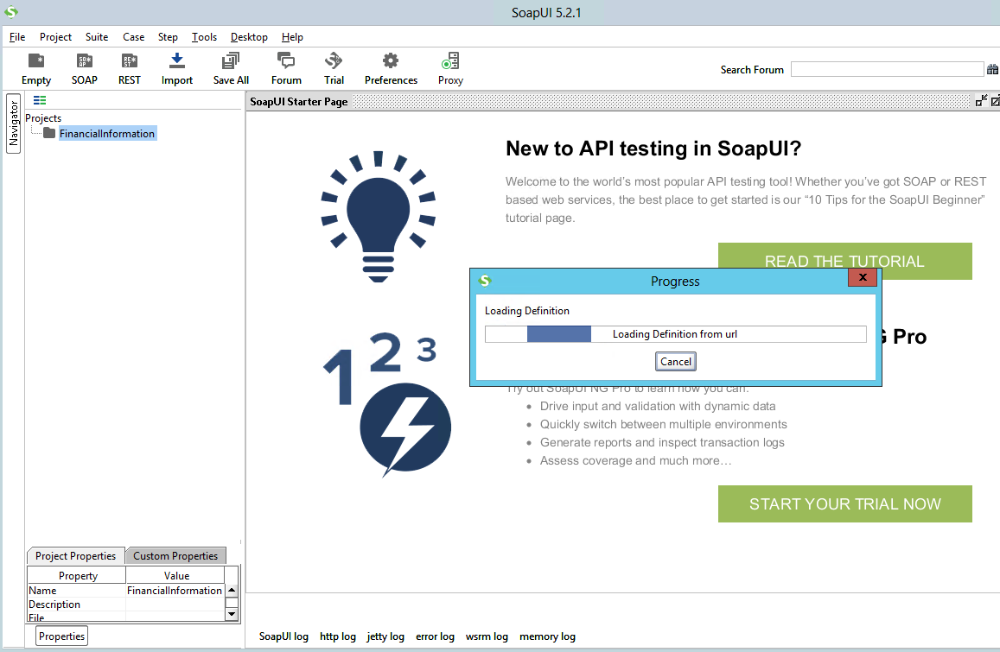 SoapUI 5.2.1
File Project Suite Case Step Tools Desktop Help
Empty SOAP REST Import Save All Forum Trial Preferences Proxy
Search Forum
Navigator
Projects
FinancialInformation
SoapUI Starter Page
New to API testing in SoapUI?
Welcome to the world's most popular API testing tool! Whether you've got SOAP or REST
based web services, the best place to get started is our “10 Tips for the SoapUI Beginner”
tutorial page.
READ THE TUTORIAL
Progress
x
Loading Definition
Loading Definition from url
Cancel
G Pro
1 2 3
Try out SoapUI NG Pro to learn how you can:
• Drive input and validation with dynamic data
• Quickly switch between multiple environments
• Generate reports and inspect transaction logs
• Assess coverage and much more…
START YOUR TRIAL NOW
Project Properties Custom Properties
Property Value
Name FinancialInformation
Description
File
Properties
SoapUI log http log jetty log error log wsrm log memory log